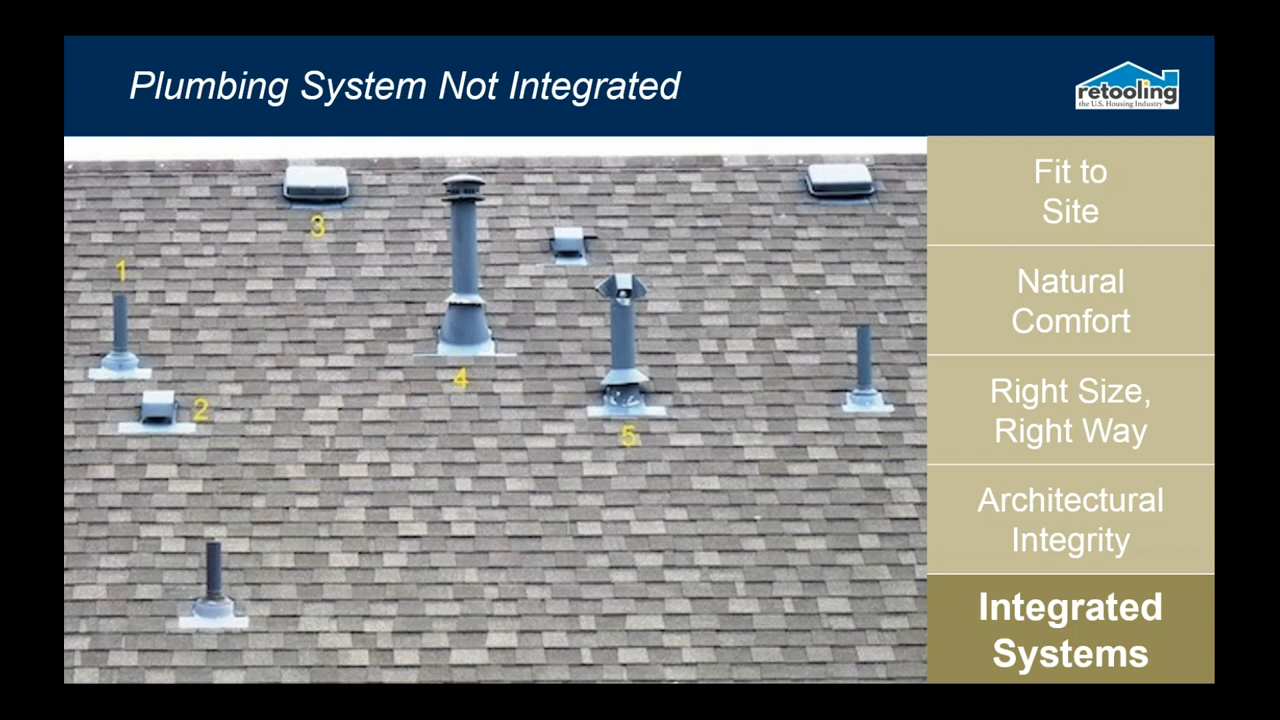 Plumbing System Not Integrated
retooling
the U.S. Housing Industry
Fit to
Site
Natural
Comfort
Right Size,
Right Way
Architectural
Integrity
Integrated
Systems
3
1
4
2
5